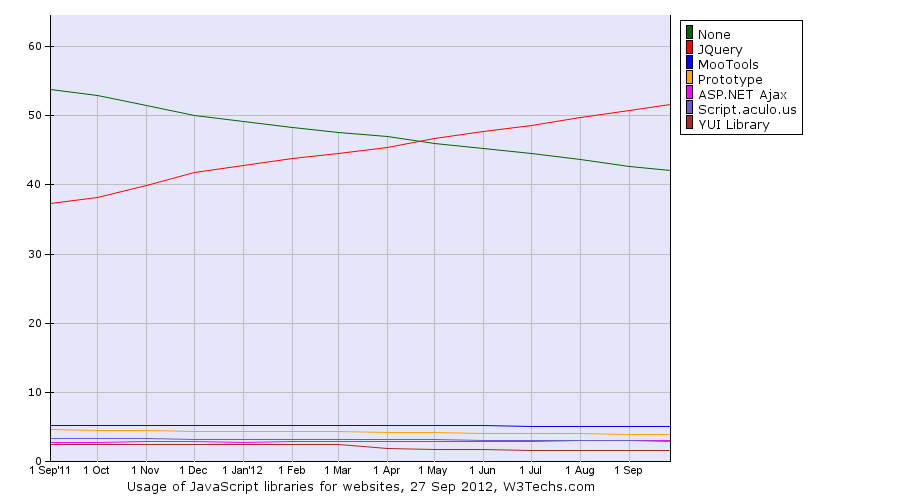 60
50
40
30
20
10
0
1 Sep'11 1 Oct 1 Nov 1 Dec 1 Jan'12 1 Feb 1 Mar 1 Apr 1 May 1 Jun 1 Jul 1 Aug 1 Sep
Usage of JavaScript libraries for websites, 27 Sep 2012, W3Techs.com
None
JQuery
MooTools
Prototype
ASP.NET Ajax
Script.aculo.us
YUI Library